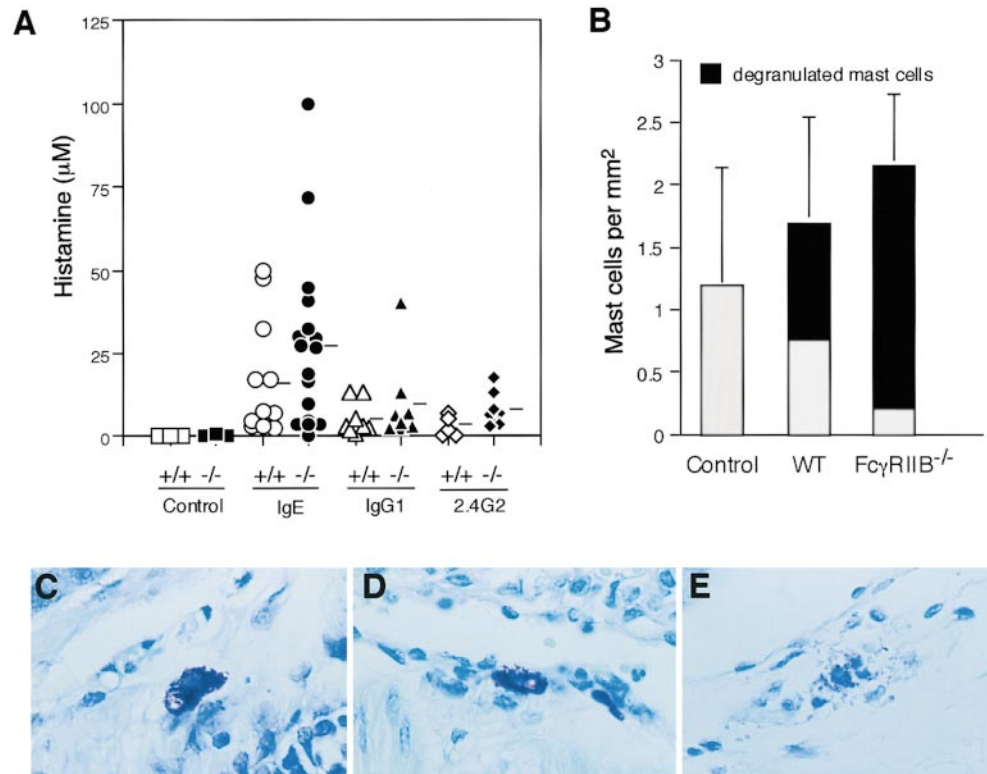 A
125
100
75
50
25
0
Histamine (μM)
+/+ -/- +/+ -/- +/+ -/- +/+ -/-
Control IgE IgG1 2.4G2
B
3
2.5
2
1.5
1
0.5
0
Mast cells per mm²
degranulated mast cells
Control WT FcγRIIB-/-
C D E